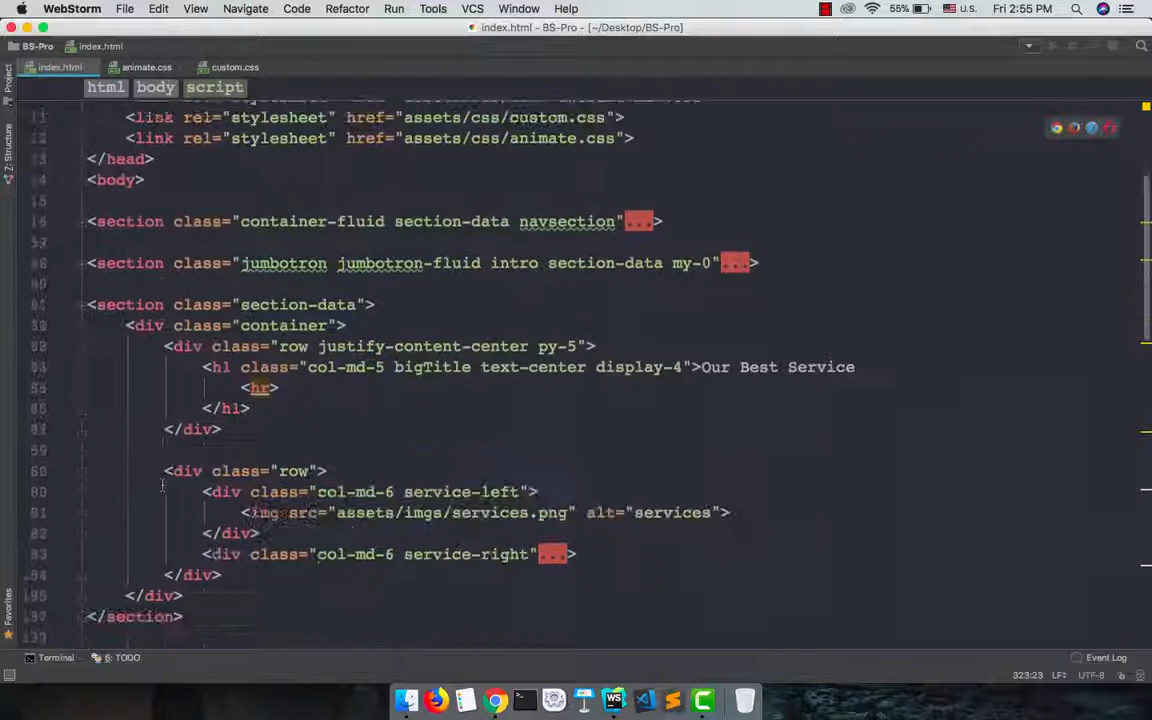 WebStorm File Edit View Navigate Code Refactor Run Tools VCS Window Help 55% U.S. Fri 2:55 PM
index.html - BS-Pro - [~/Desktop/BS-Pro]
BS-Pro index.html
index.html animate.css custom.css
html body script
Project
Z: Structure
Favorites
<link rel="stylesheet" href="assets/css/custom.css">
<link rel="stylesheet" href="assets/css/animate.css">
</head>
<body>
15
<section class="container-fluid section-data navsection"...>
<section class="jumbotron jumbotron-fluid intro section-data my-0"...>
<section class="section-data">
<div class="container">
<div class="row justify-content-center py-5">
<h1 class="col-md-5 bigTitle text-center display-4">Our Best Service
<hr>
</h1>
</div>
<div class="row">
<div class="col-md-6 service-left">
<img src="assets/imgs/services.png" alt="services">
</div>
<div class="col-md-6 service-right"...>
</div>
</div>
</section>
Terminal 6: TODO Event Log
323:23 LF UTF-8